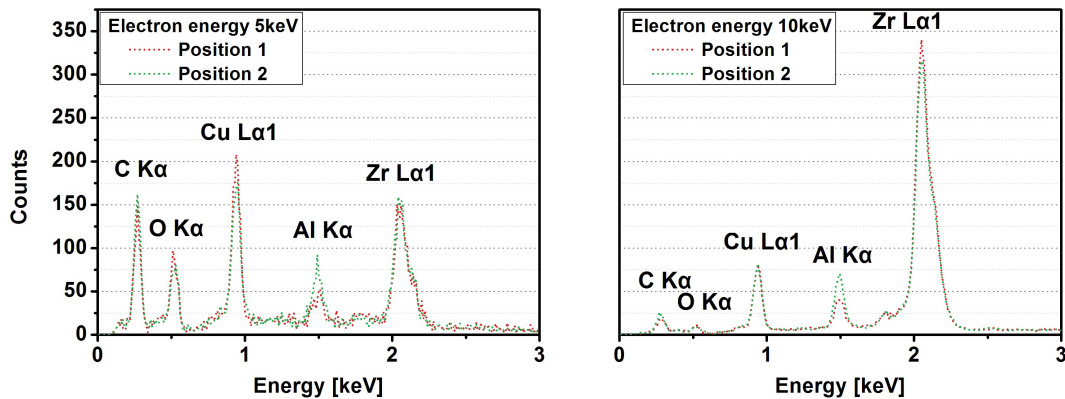 Electron energy 5keV
Position 1
Position 2
C Kα
O Kα
Cu Lα1
Al Kα
Zr Lα1
Counts
350
300
250
200
150
100
50
0
0
1
2
3
Energy [keV]
Electron energy 10keV
Position 1
Position 2
Zr Lα1
C Kα
O Kα
Cu Lα1
Al Kα
0
1
2
3
Energy [keV]